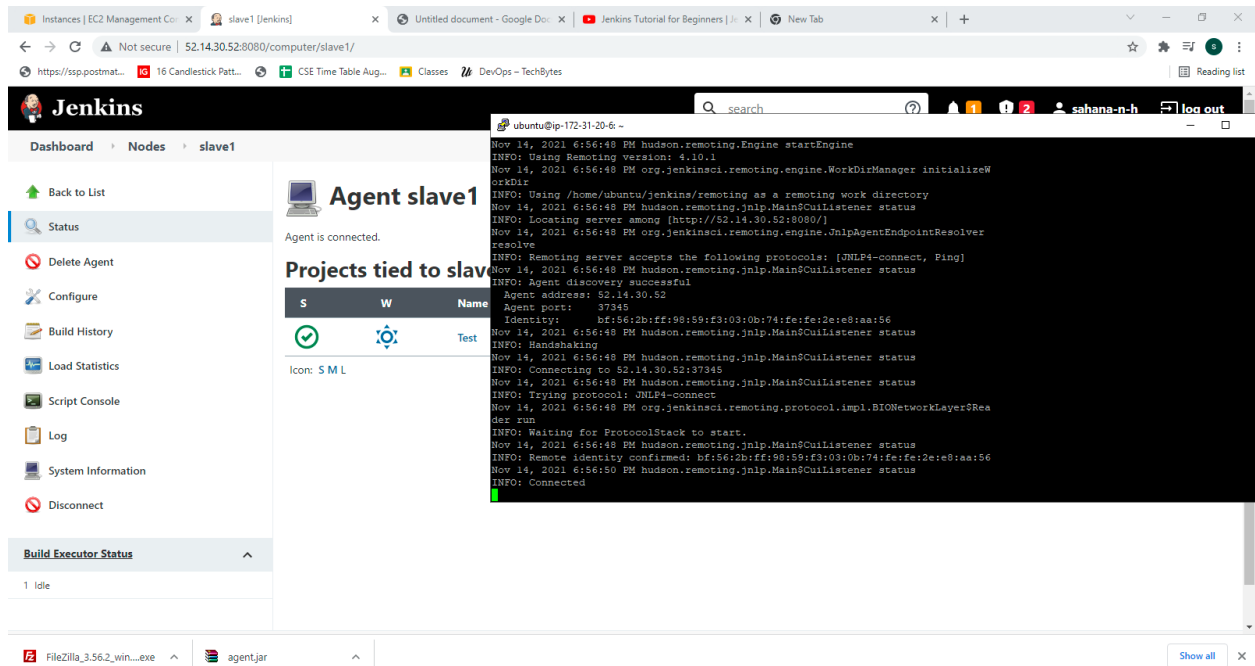 Instances | EC2 Management Con
slave1 [Jenkins]
Untitled document - Google Doc
Jenkins Tutorial for Beginners | Je
New Tab
Not secure | 52.14.30.52:8080/computer/slave1/
https://ssp.postmat...
16 Candlestick Patt...
CSE Time Table Aug...
Classes
DevOps – TechBytes
Reading list
Jenkins
search
1
2
sahana-n-h
log out
Dashboard
Nodes
slave1
Back to List
Status
Delete Agent
Configure
Build History
Load Statistics
Script Console
Log
System Information
Disconnect
Build Executor Status
1 Idle
Agent slave1
Agent is connected.
Projects tied to slave
S W Name
Test
Icon: S M L
ubuntu@ip-172-31-20-6: ~
Nov 14, 2021 6:56:48 PM hudson.remoting.Engine startEngine
INFO: Using Remoting version: 4.10.1
Nov 14, 2021 6:56:48 PM org.jenkinsci.remoting.engine.WorkDirManager initializeW
orkDir
INFO: Using /home/ubuntu/jenkins/remoting as a remoting work directory
Nov 14, 2021 6:56:48 PM hudson.remoting.jnlp.Main$CuiListener status
INFO: Locating server among [http://52.14.30.52:8080/]
Nov 14, 2021 6:56:48 PM org.jenkinsci.remoting.engine.JnlpAgentEndpointResolver
resolve
INFO: Remoting server accepts the following protocols: [JNLP4-connect, Ping]
Nov 14, 2021 6:56:48 PM hudson.remoting.jnlp.Main$CuiListener status
INFO: Agent discovery successful
Agent address: 52.14.30.52
Agent port: 37345
Identity: bf:56:2b:ff:98:59:f3:03:0b:74:fe:fe:2e:e8:aa:56
Nov 14, 2021 6:56:48 PM hudson.remoting.jnlp.Main$CuiListener status
INFO: Handshaking
Nov 14, 2021 6:56:48 PM hudson.remoting.jnlp.Main$CuiListener status
INFO: Connecting to 52.14.30.52:37345
Nov 14, 2021 6:56:48 PM hudson.remoting.jnlp.Main$CuiListener status
INFO: Trying protocol: JNLP4-connect
Nov 14, 2021 6:56:48 PM org.jenkinsci.remoting.protocol.impl.BIONetworkLayer$Rea
der run
INFO: Waiting for ProtocolStack to start.
Nov 14, 2021 6:56:48 PM hudson.remoting.jnlp.Main$CuiListener status
INFO: Remote identity confirmed: bf:56:2b:ff:98:59:f3:03:0b:74:fe:fe:2e:e8:aa:56
Nov 14, 2021 6:56:50 PM hudson.remoting.jnlp.Main$CuiListener status
INFO: Connected
FileZilla_3.56.2_win....exe
agent.jar
Show all